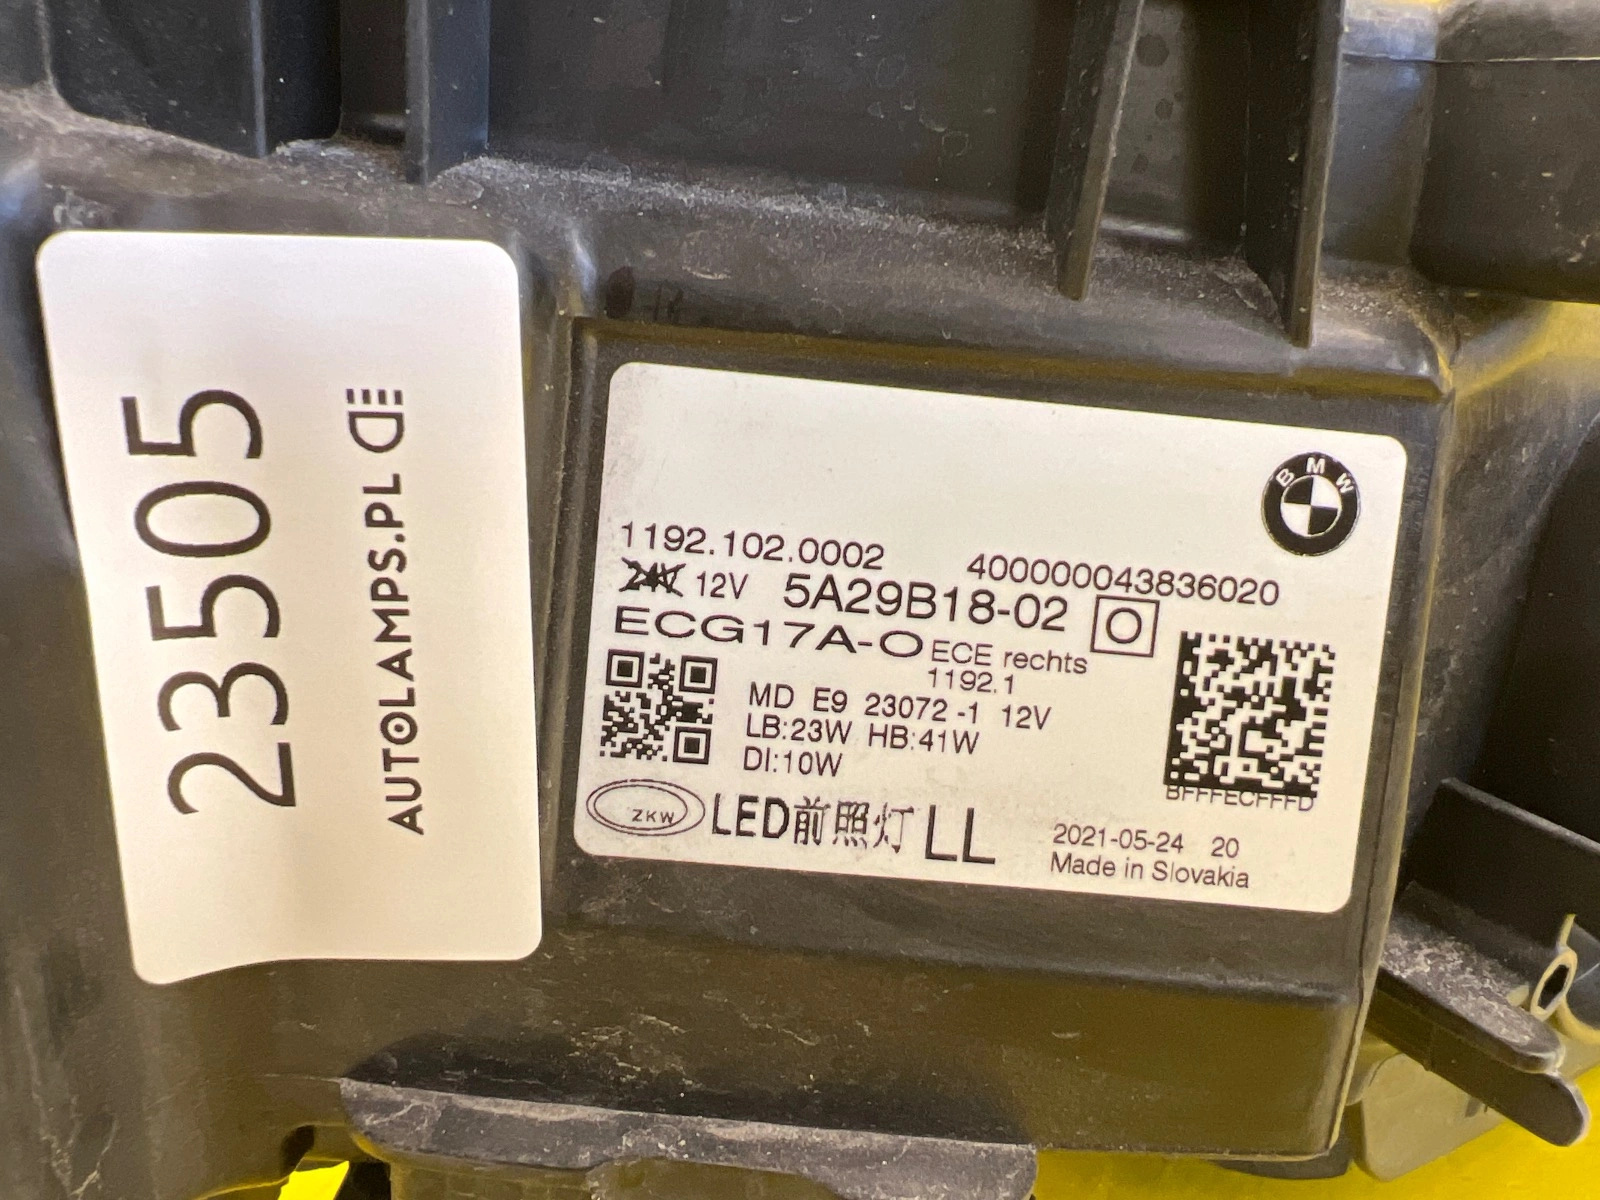 23505
AUTOLAMPS.PL
BMW
1192.102.0002 400000043836020
24V 12V 5A29B18-02 O
ECG17A-O ECE rechts
1192.1
MD E9 23072 -1 12V
LB:23W HB:41W
DI:10W
BFFFECFFFD
ZKW LED前照灯 LL
2021-05-24 20
Made in Slovakia